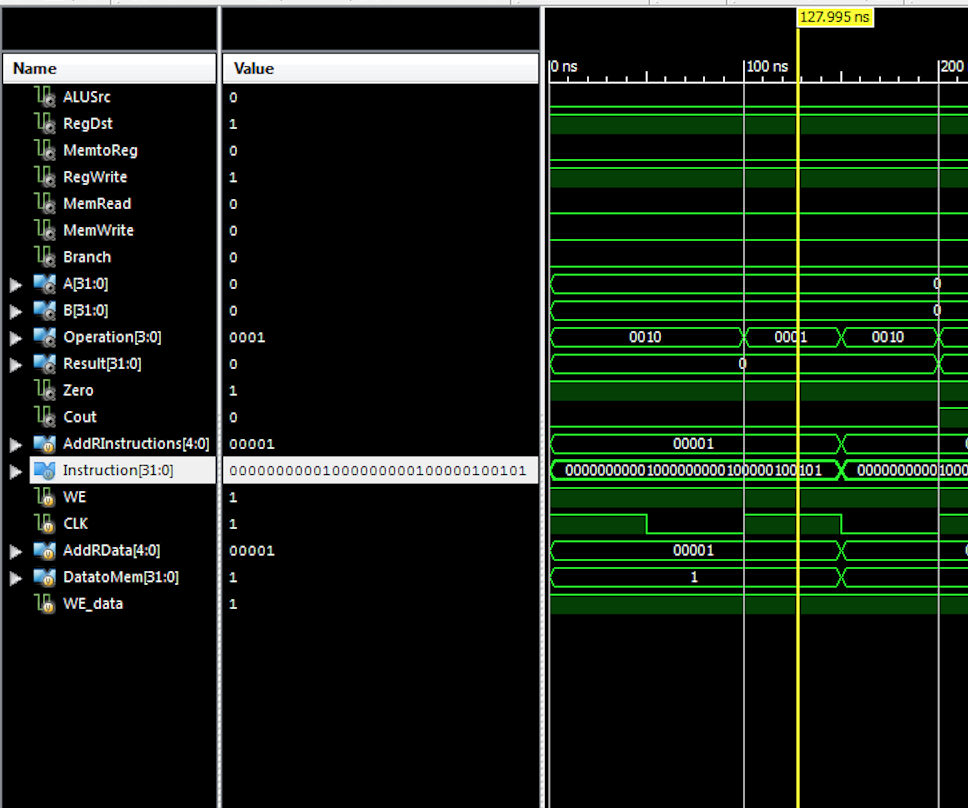 127.995 ns
Name Value 0 ns 100 ns 200
ALUSrc 0
RegDst 1
MemtoReg 0
RegWrite 1
MemRead 0
MemWrite 0
Branch 0
A[31:0] 0 0
B[31:0] 0 0
Operation[3:0] 0001 0010 0001 0010
Result[31:0] 0 0
Zero 1
Cout 0
AddRInstructions[4:0] 00001 00001
Instruction[31:0] 00000000001000000000100000100101 00000000001000000000100000100101 00000000001000
WE 1
CLK 1
AddRData[4:0] 00001 00001
DatatoMem[31:0] 1 1
WE_data 1